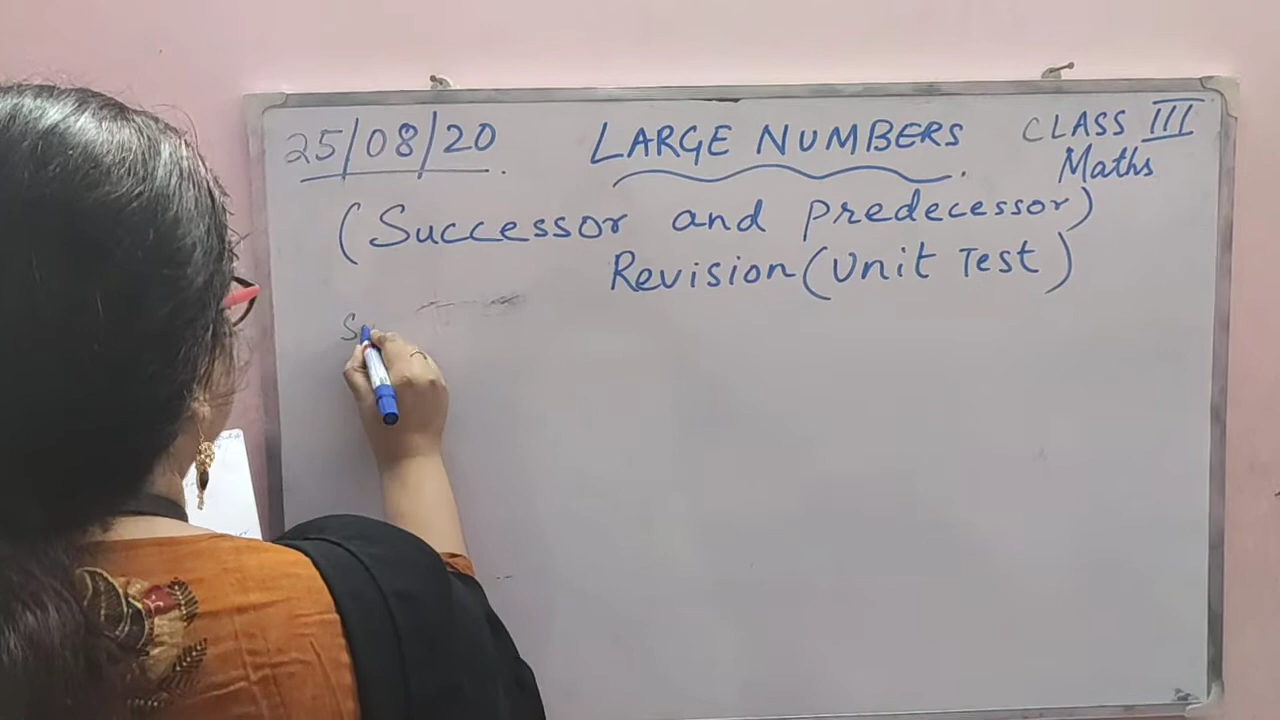 25/08/20
LARGE NUMBERS.
CLASS III
Maths
(Successor and predecessor)
Revision (Unit Test)
S